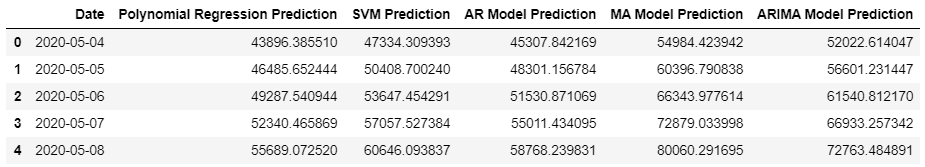 Date Polynomial Regression Prediction SVM Prediction AR Model Prediction MA Model Prediction ARIMA Model Prediction
0 2020-05-04 43896.385510 47334.309393 45307.842169 54984.423942 52022.614047
1 2020-05-05 46485.652444 50408.700240 48301.156784 60396.790838 56601.231447
2 2020-05-06 49287.540944 53647.454291 51530.871069 66343.977614 61540.812170
3 2020-05-07 52340.465869 57057.527384 55011.434095 72879.033998 66933.257342
4 2020-05-08 55689.072520 60646.093837 58768.239831 80060.291695 72763.484891